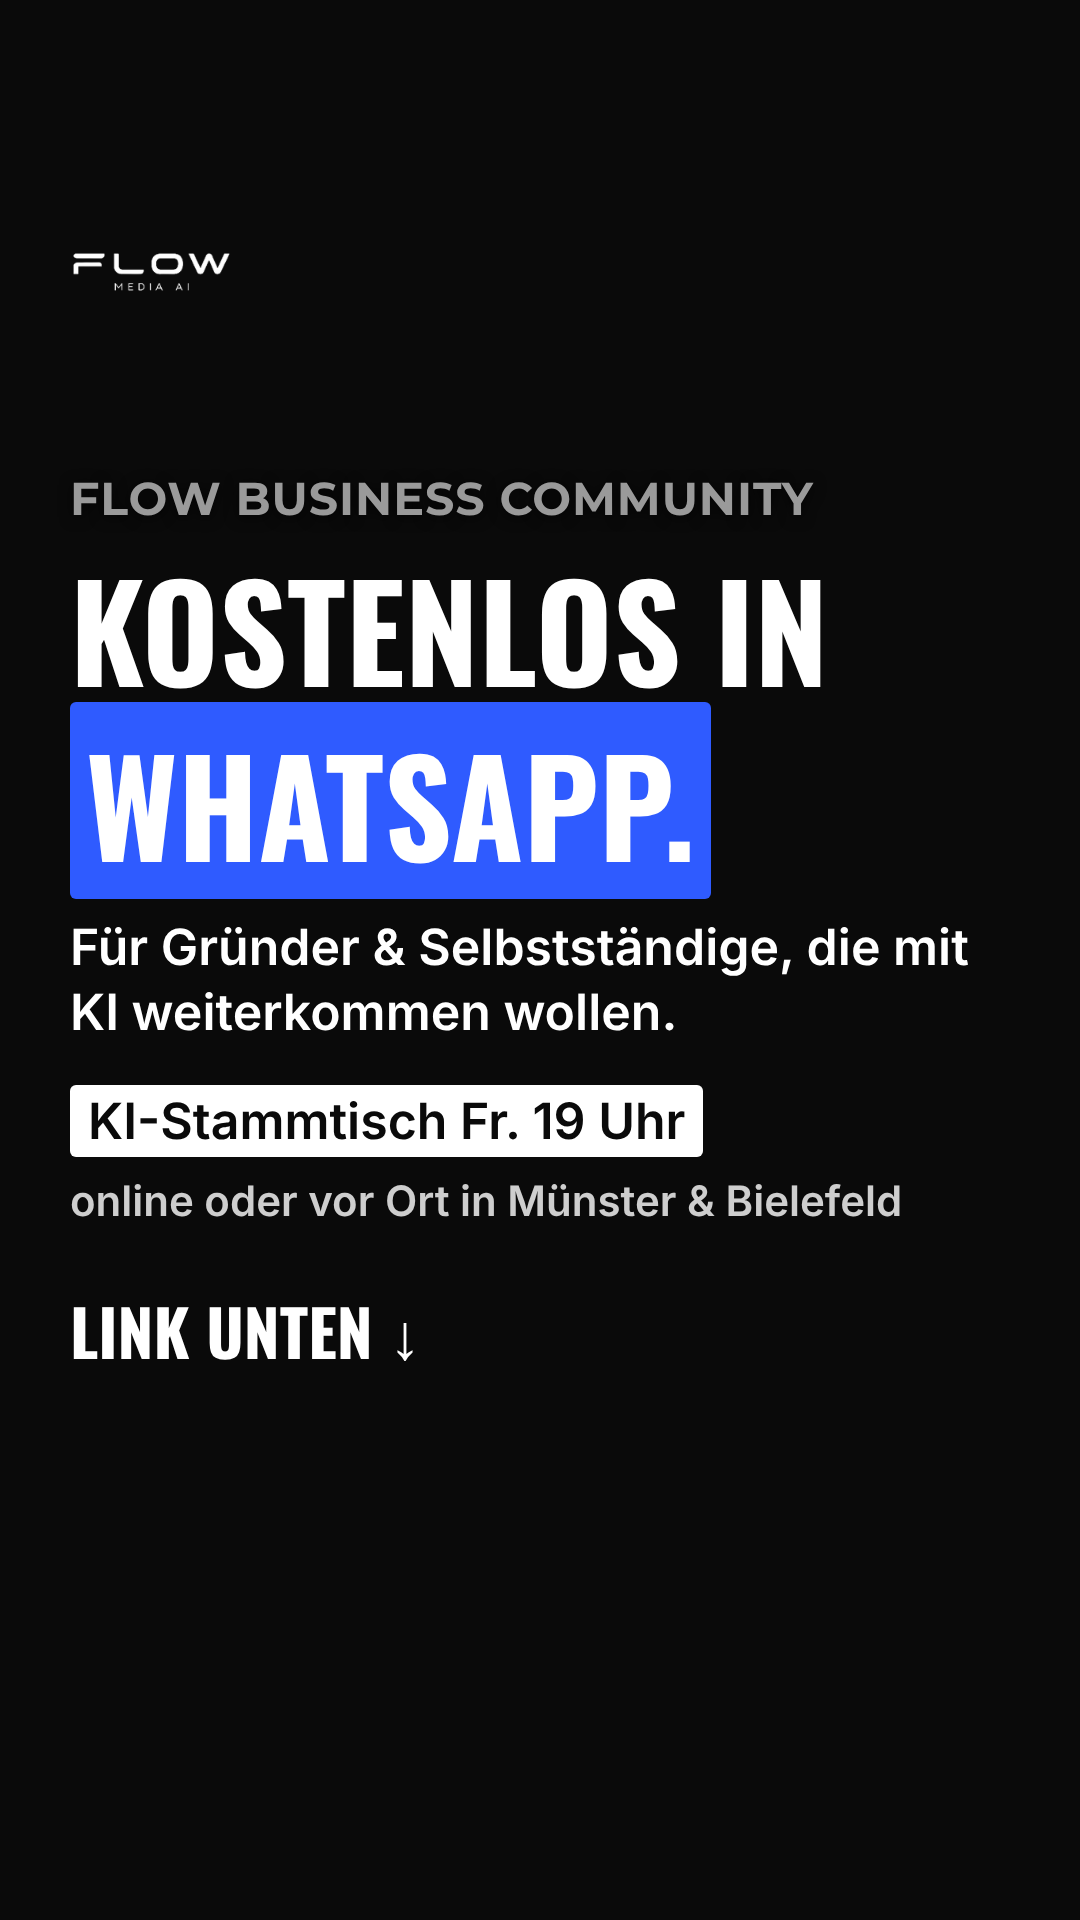 FLOW
MEDIA AI
FLOW BUSINESS COMMUNITY
KOSTENLOS IN
WHATSAPP.
Für Gründer & Selbstständige, die mit
KI weiterkommen wollen.
KI-Stammtisch Fr. 19 Uhr
online oder vor Ort in Münster & Bielefeld
LINK UNTEN ↓